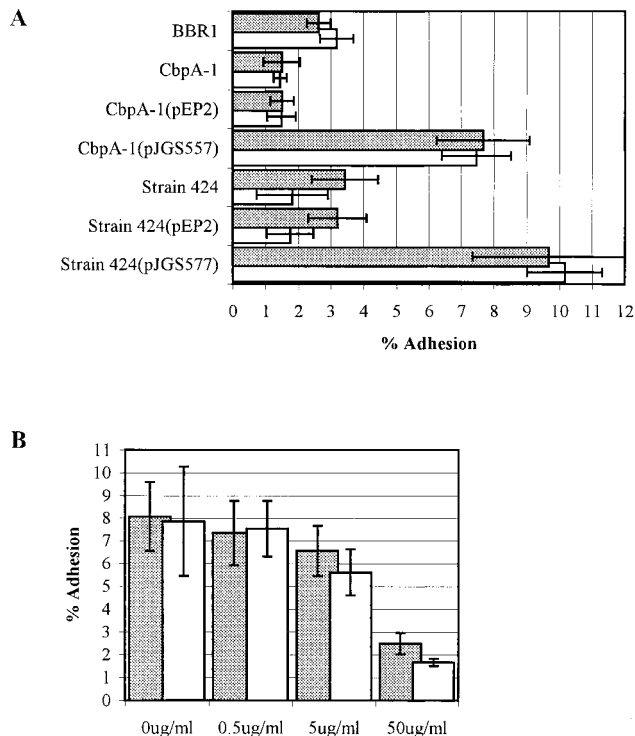 A
BBR1
CbpA-1
CbpA-1(pEP2)
CbpA-1(pJGS557)
Strain 424
Strain 424(pEP2)
Strain 424(pJGS577)
0 1 2 3 4 5 6 7 8 9 10 11 12
% Adhesion
B
11
10
9
8
7
6
5
4
3
2
1
0
% Adhesion
0ug/ml 0.5ug/ml 5ug/ml 50ug/ml